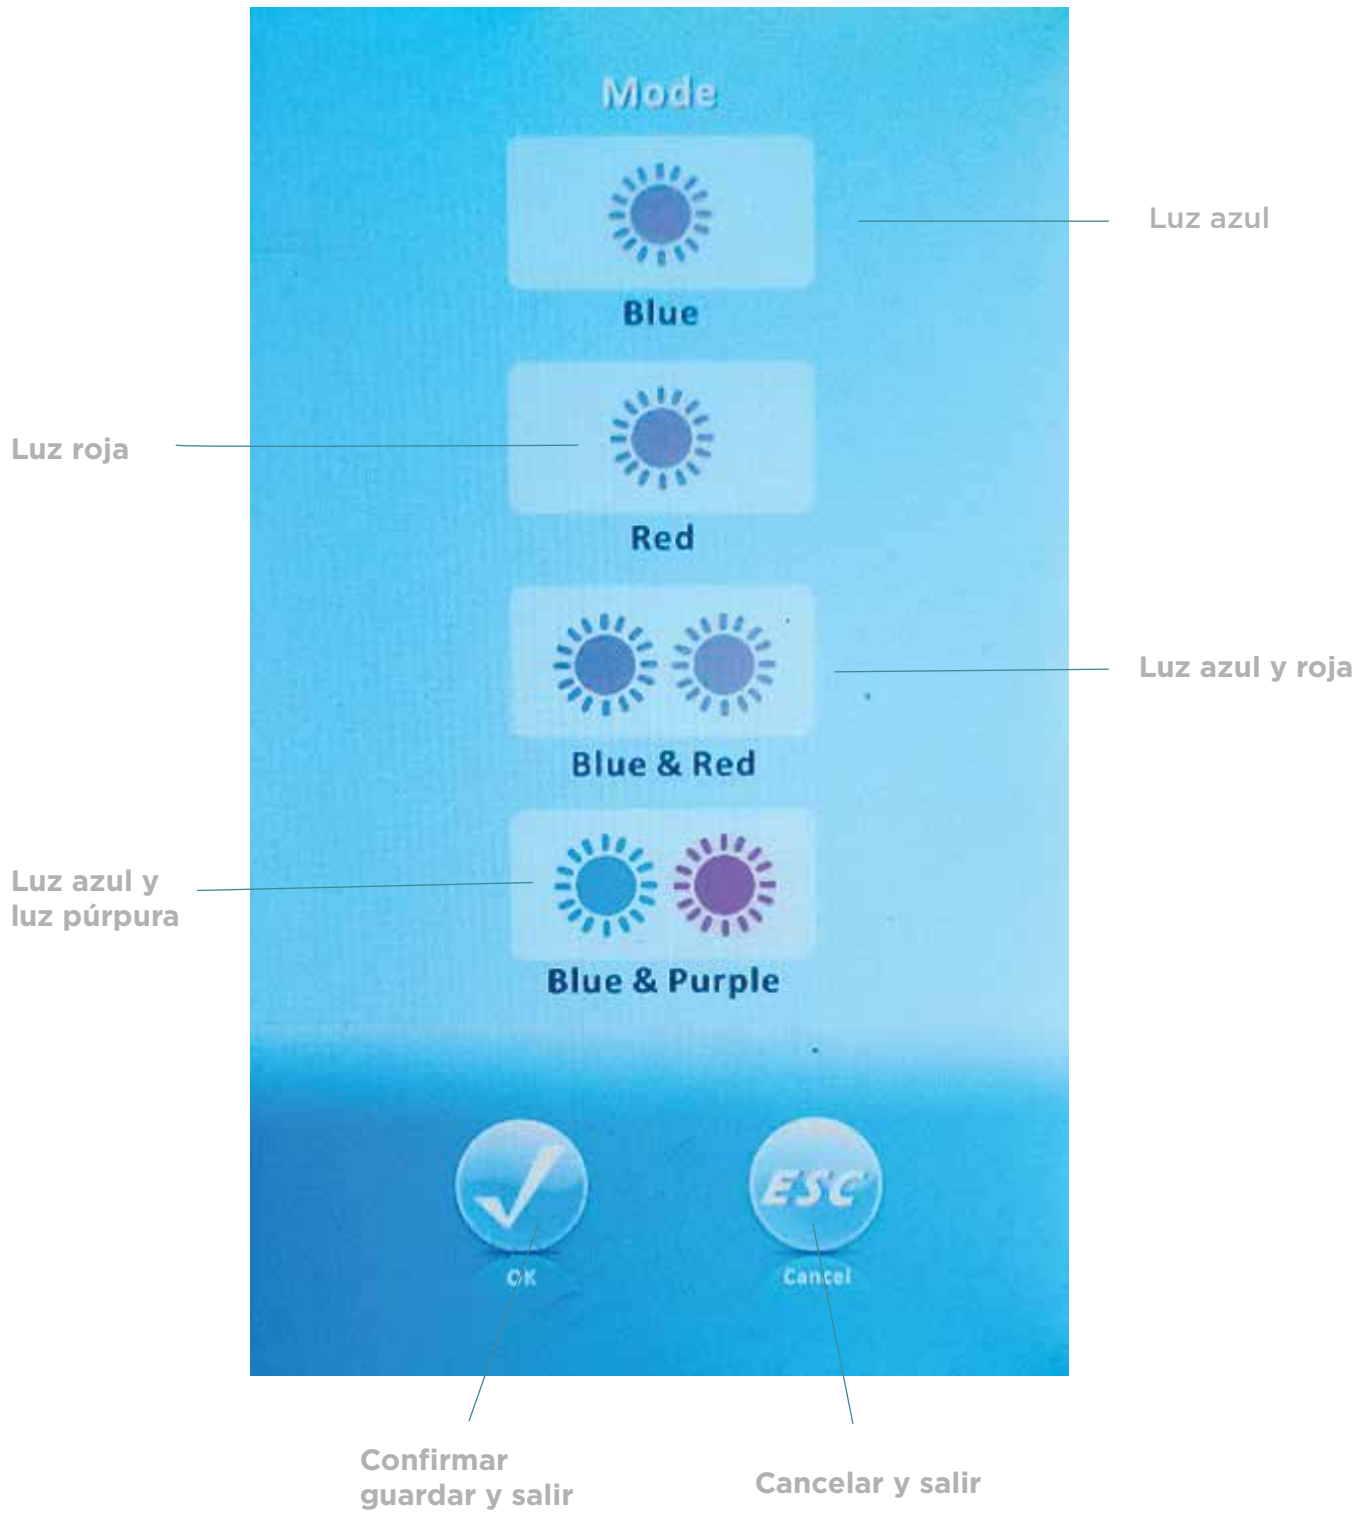 Mode
Luz azul
Blue
Luz roja
Red
Luz azul y roja
Blue & Red
Luz azul y
luz púrpura
Blue & Purple
ESC
OK
Cancel
Confirmar
guardar y salir
Cancelar y salir